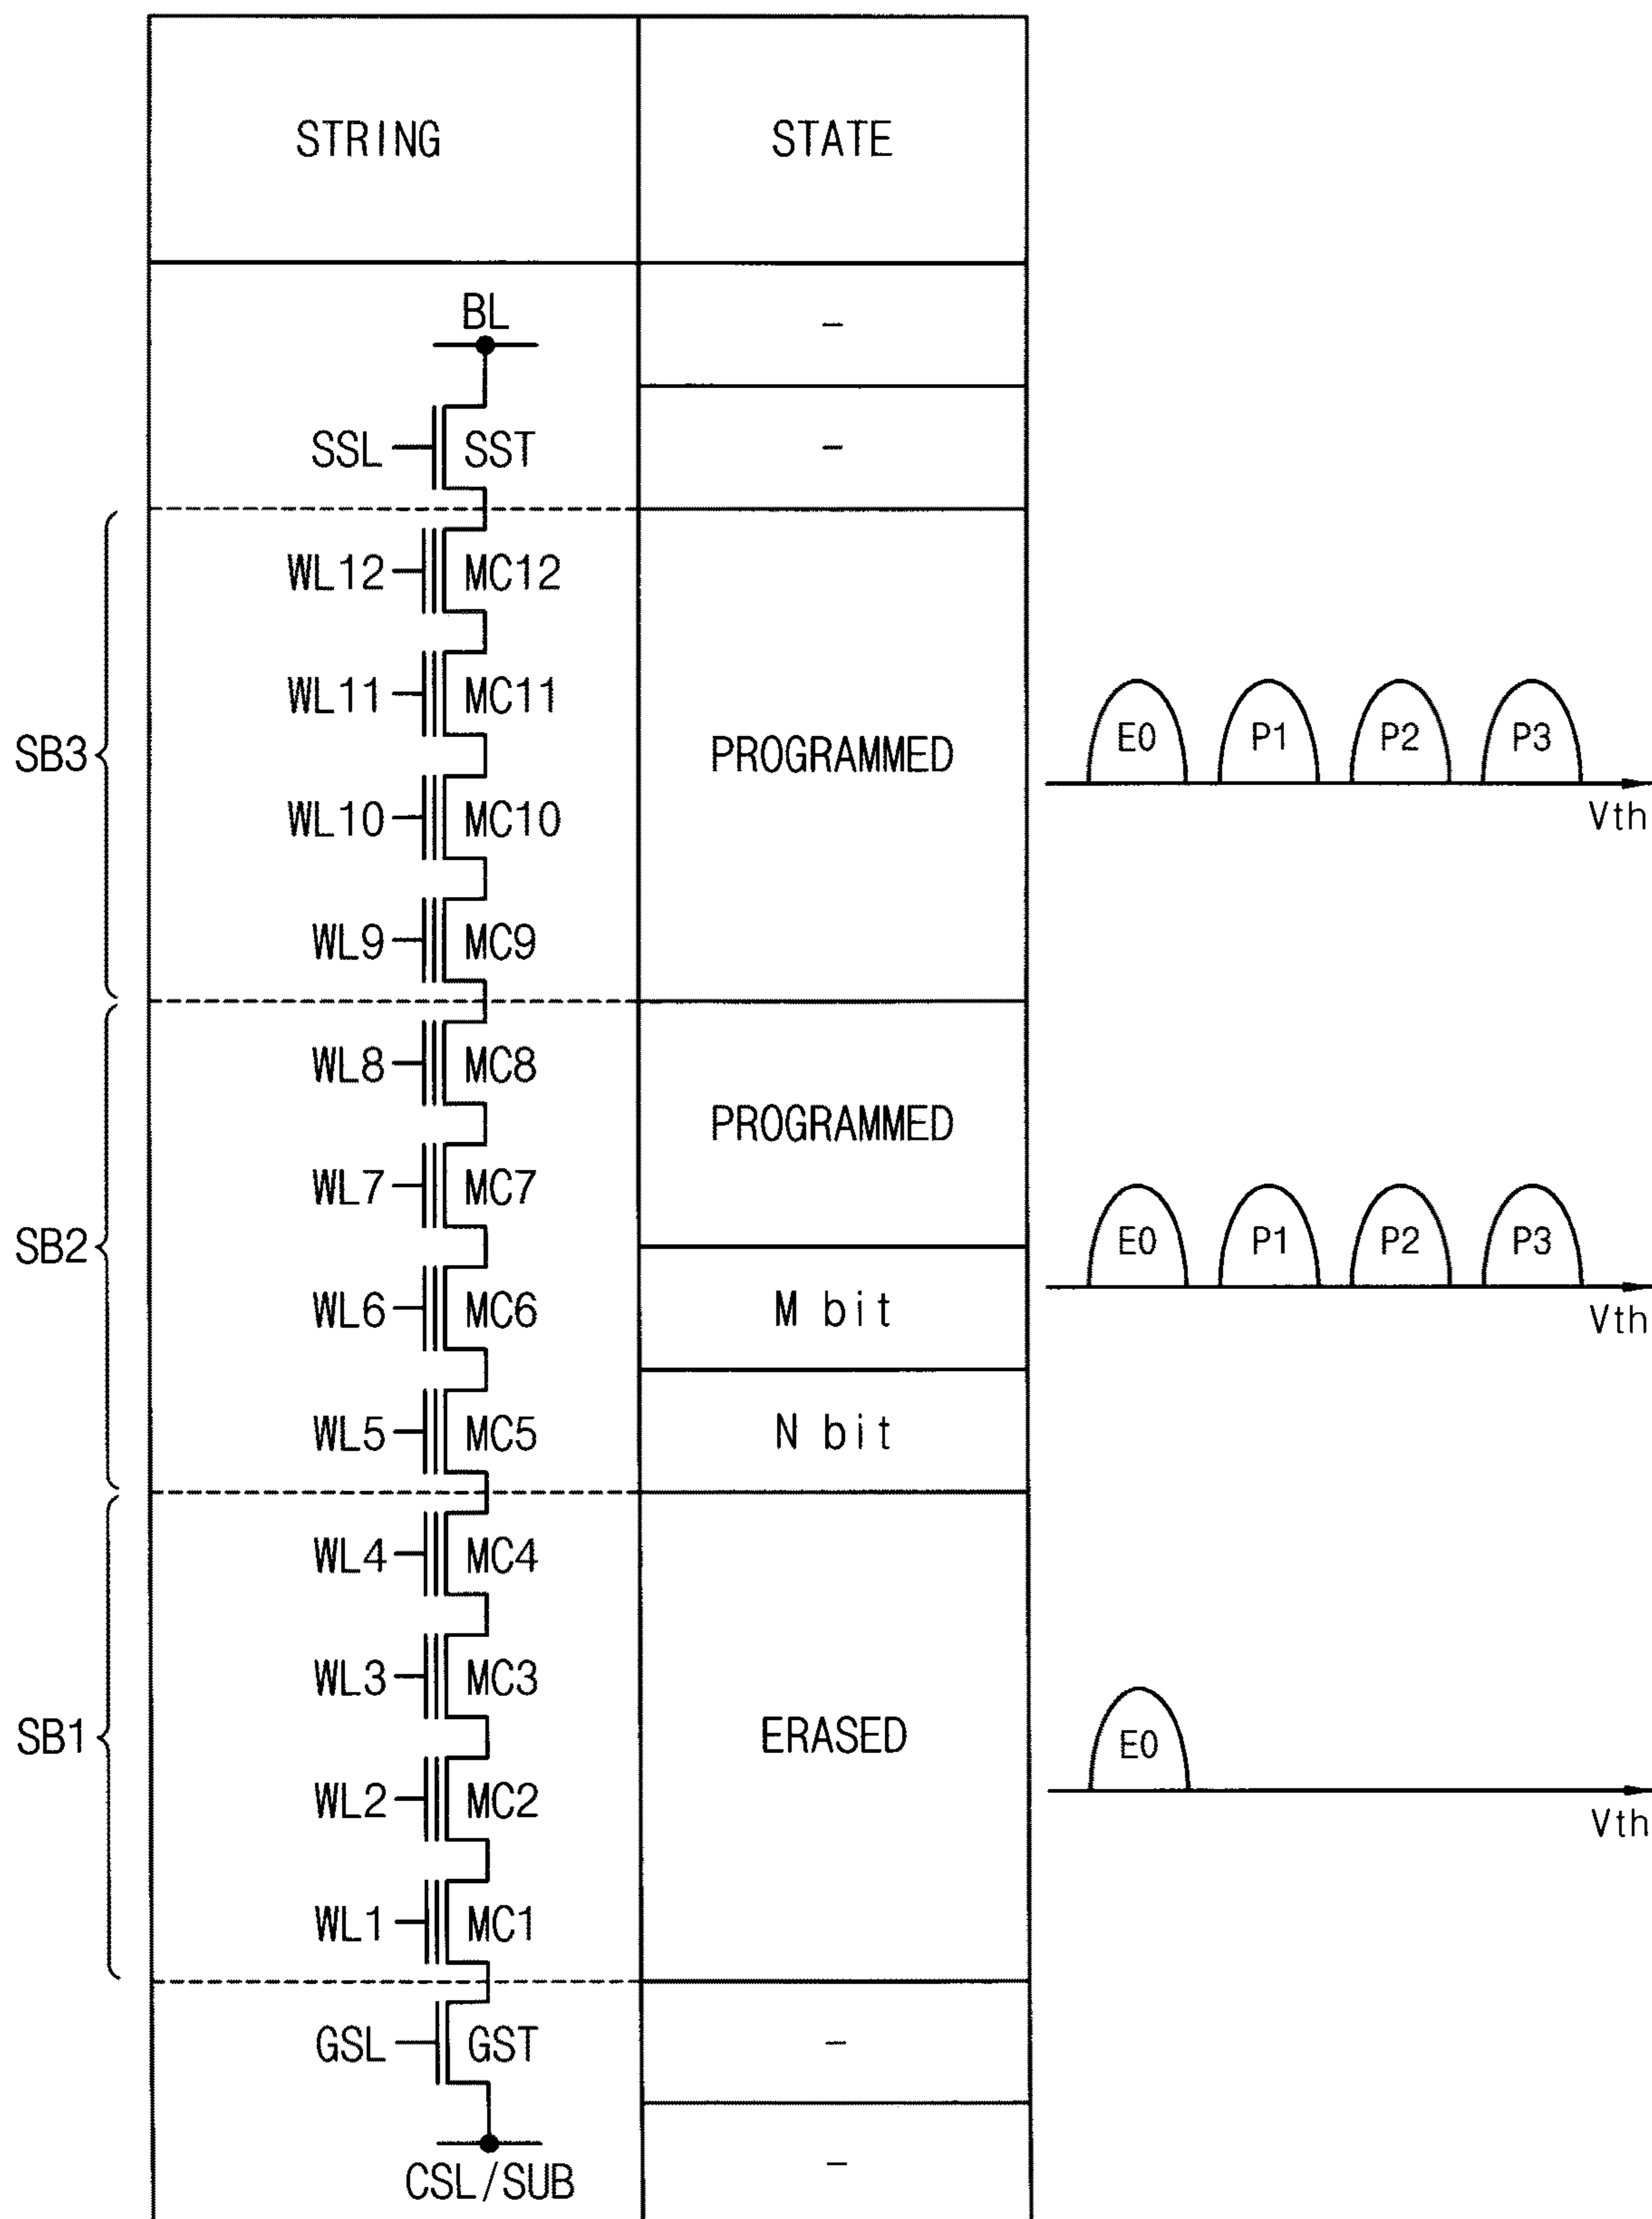 STRING STATE
BL -
SSL SST -
WL12 MC12
WL11 MC11
SB3 PROGRAMMED E0 P1 P2 P3
Vth
WL10 MC10
WL9 MC9
WL8 MC8
PROGRAMMED
WL7 MC7
SB2 E0 P1 P2 P3
WL6 MC6 M bit Vth
WL5 MC5 N bit
WL4 MC4
WL3 MC3
SB1 ERASED E0
WL2 MC2 Vth
WL1 MC1
GSL GST -
CSL/SUB -